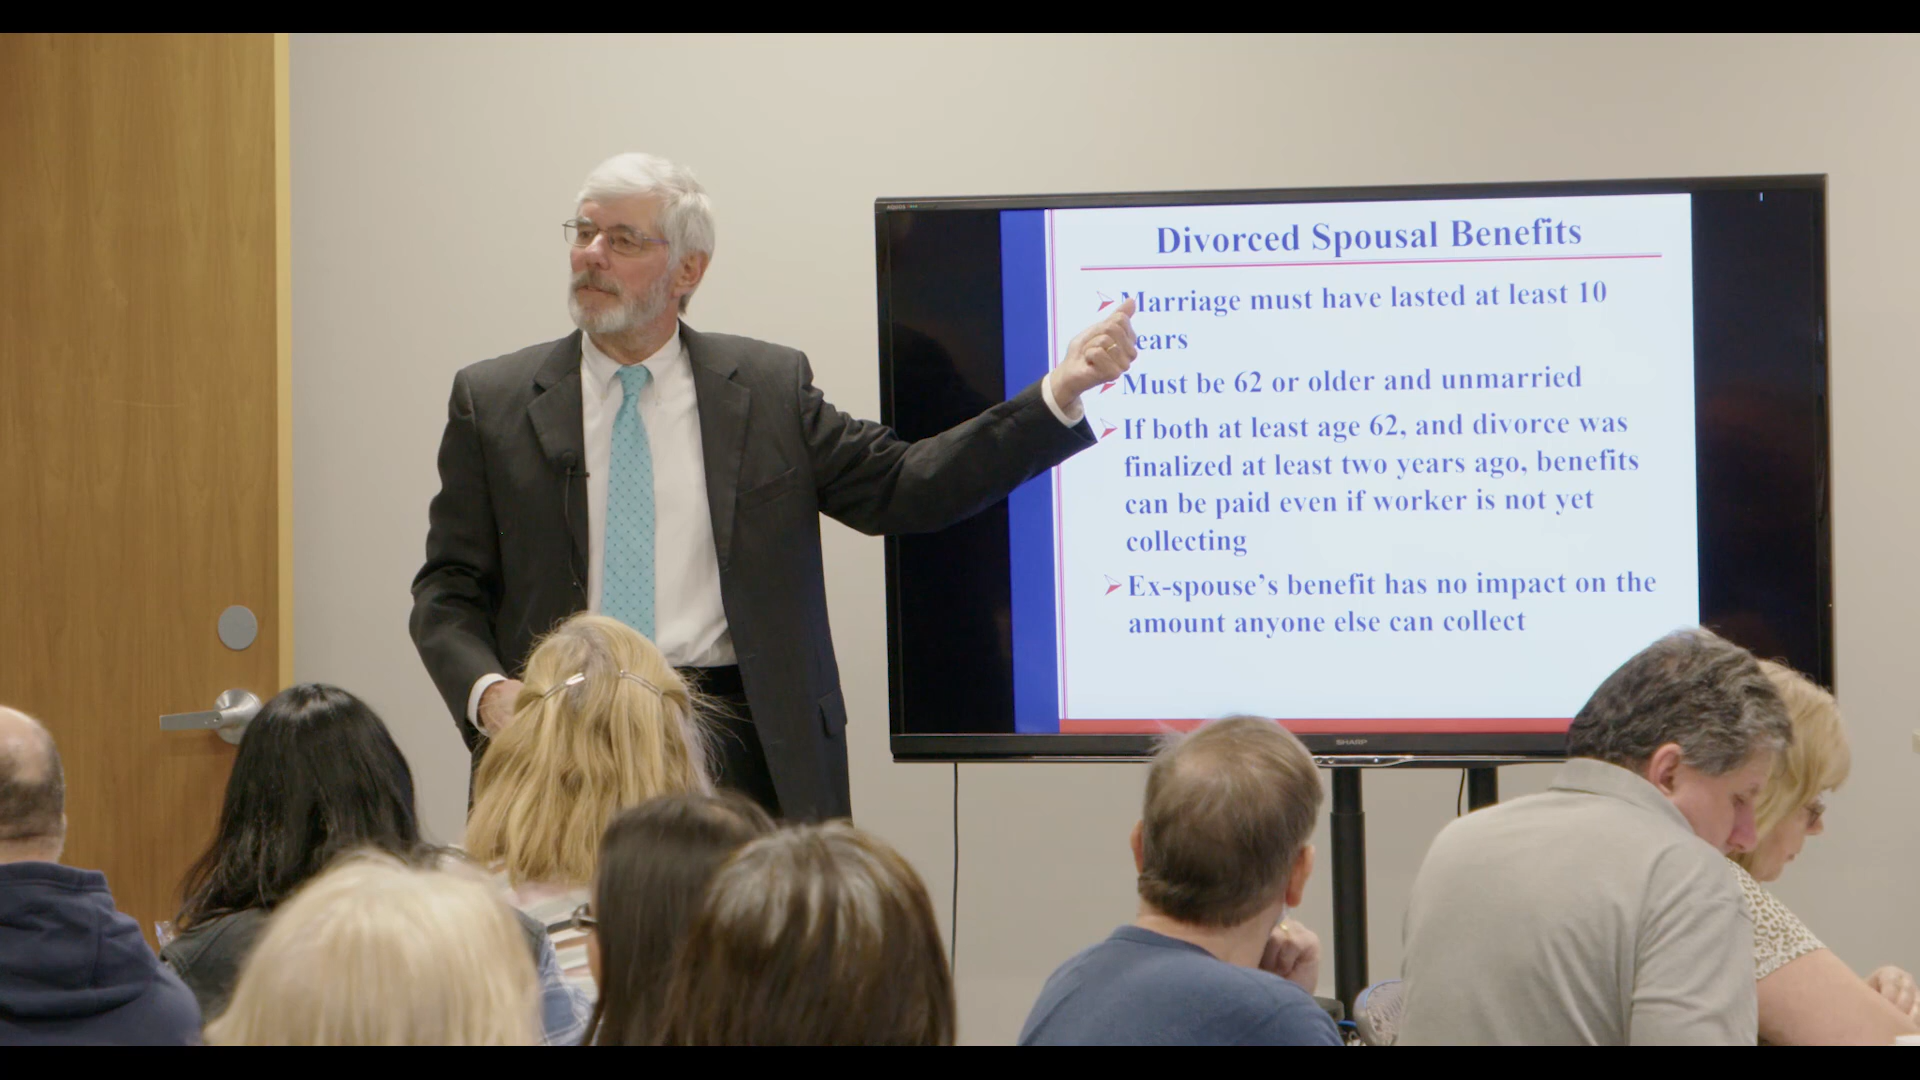 AQUOS
Divorced Spousal Benefits
Marriage must have lasted at least 10
ears
Must be 62 or older and unmarried
If both at least age 62, and divorce was
finalized at least two years ago, benefits
can be paid even if worker is not yet
collecting
Ex-spouse’s benefit has no impact on the
amount anyone else can collect
SHARP